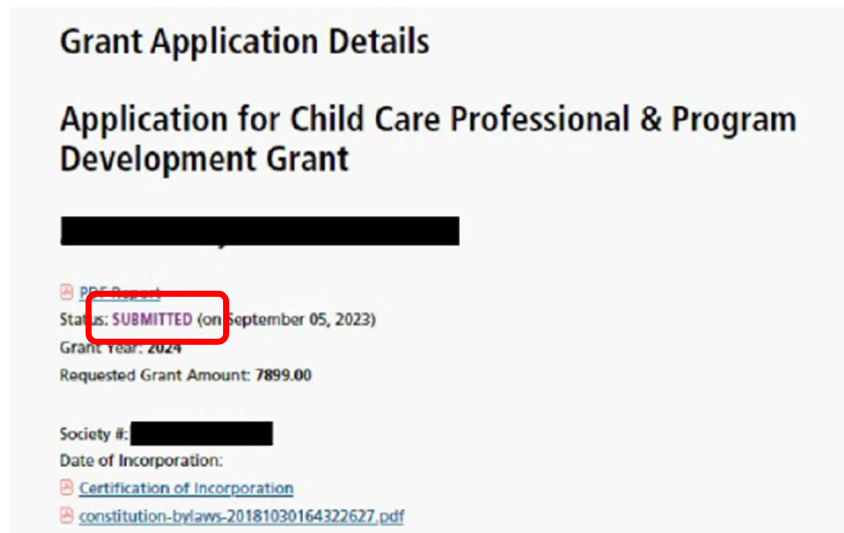 Grant Application Details
Application for Child Care Professional & Program
Development Grant
PDF Report
Status: SUBMITTED (on September 05, 2023)
Grant Year: 2024
Requested Grant Amount: 7899.00
Society #:
Date of Incorporation:
Certification of Incorporation
constitution-bylaws-20181030164322627.pdf